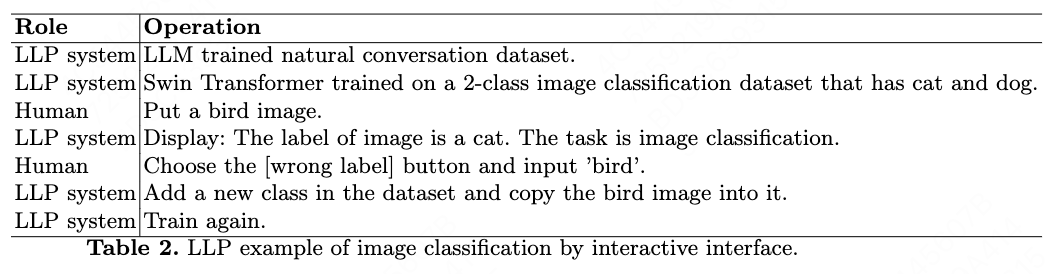 Role Operation
LLP system LLM trained natural conversation dataset.
LLP system Swin Transformer trained on a 2-class image classification dataset that has cat and dog.
Human Put a bird image.
LLP system Display: The label of image is a cat. The task is image classification.
Human Choose the [wrong label] button and input ’bird’.
LLP system Add a new class in the dataset and copy the bird image into it.
LLP system Train again.
Table 2. LLP example of image classification by interactive interface.